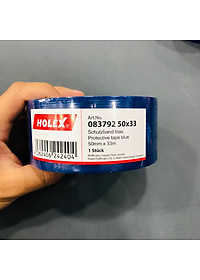 HOLEX
Art.No.
083792 50x33
Schutzband blau
Protective tape blue
50mm x 33m
1 Stück